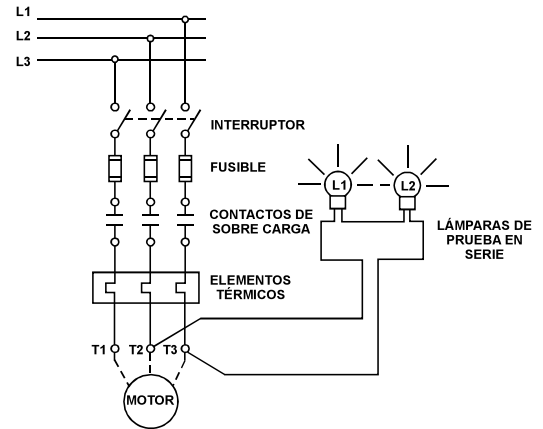 L1
L2
L3
INTERRUPTOR
FUSIBLE
CONTACTOS DE
SOBRE CARGA
ELEMENTOS
TÉRMICOS
L1
L2
LÁMPARAS DE
PRUEBA EN
SERIE
T1
T2
T3
MOTOR